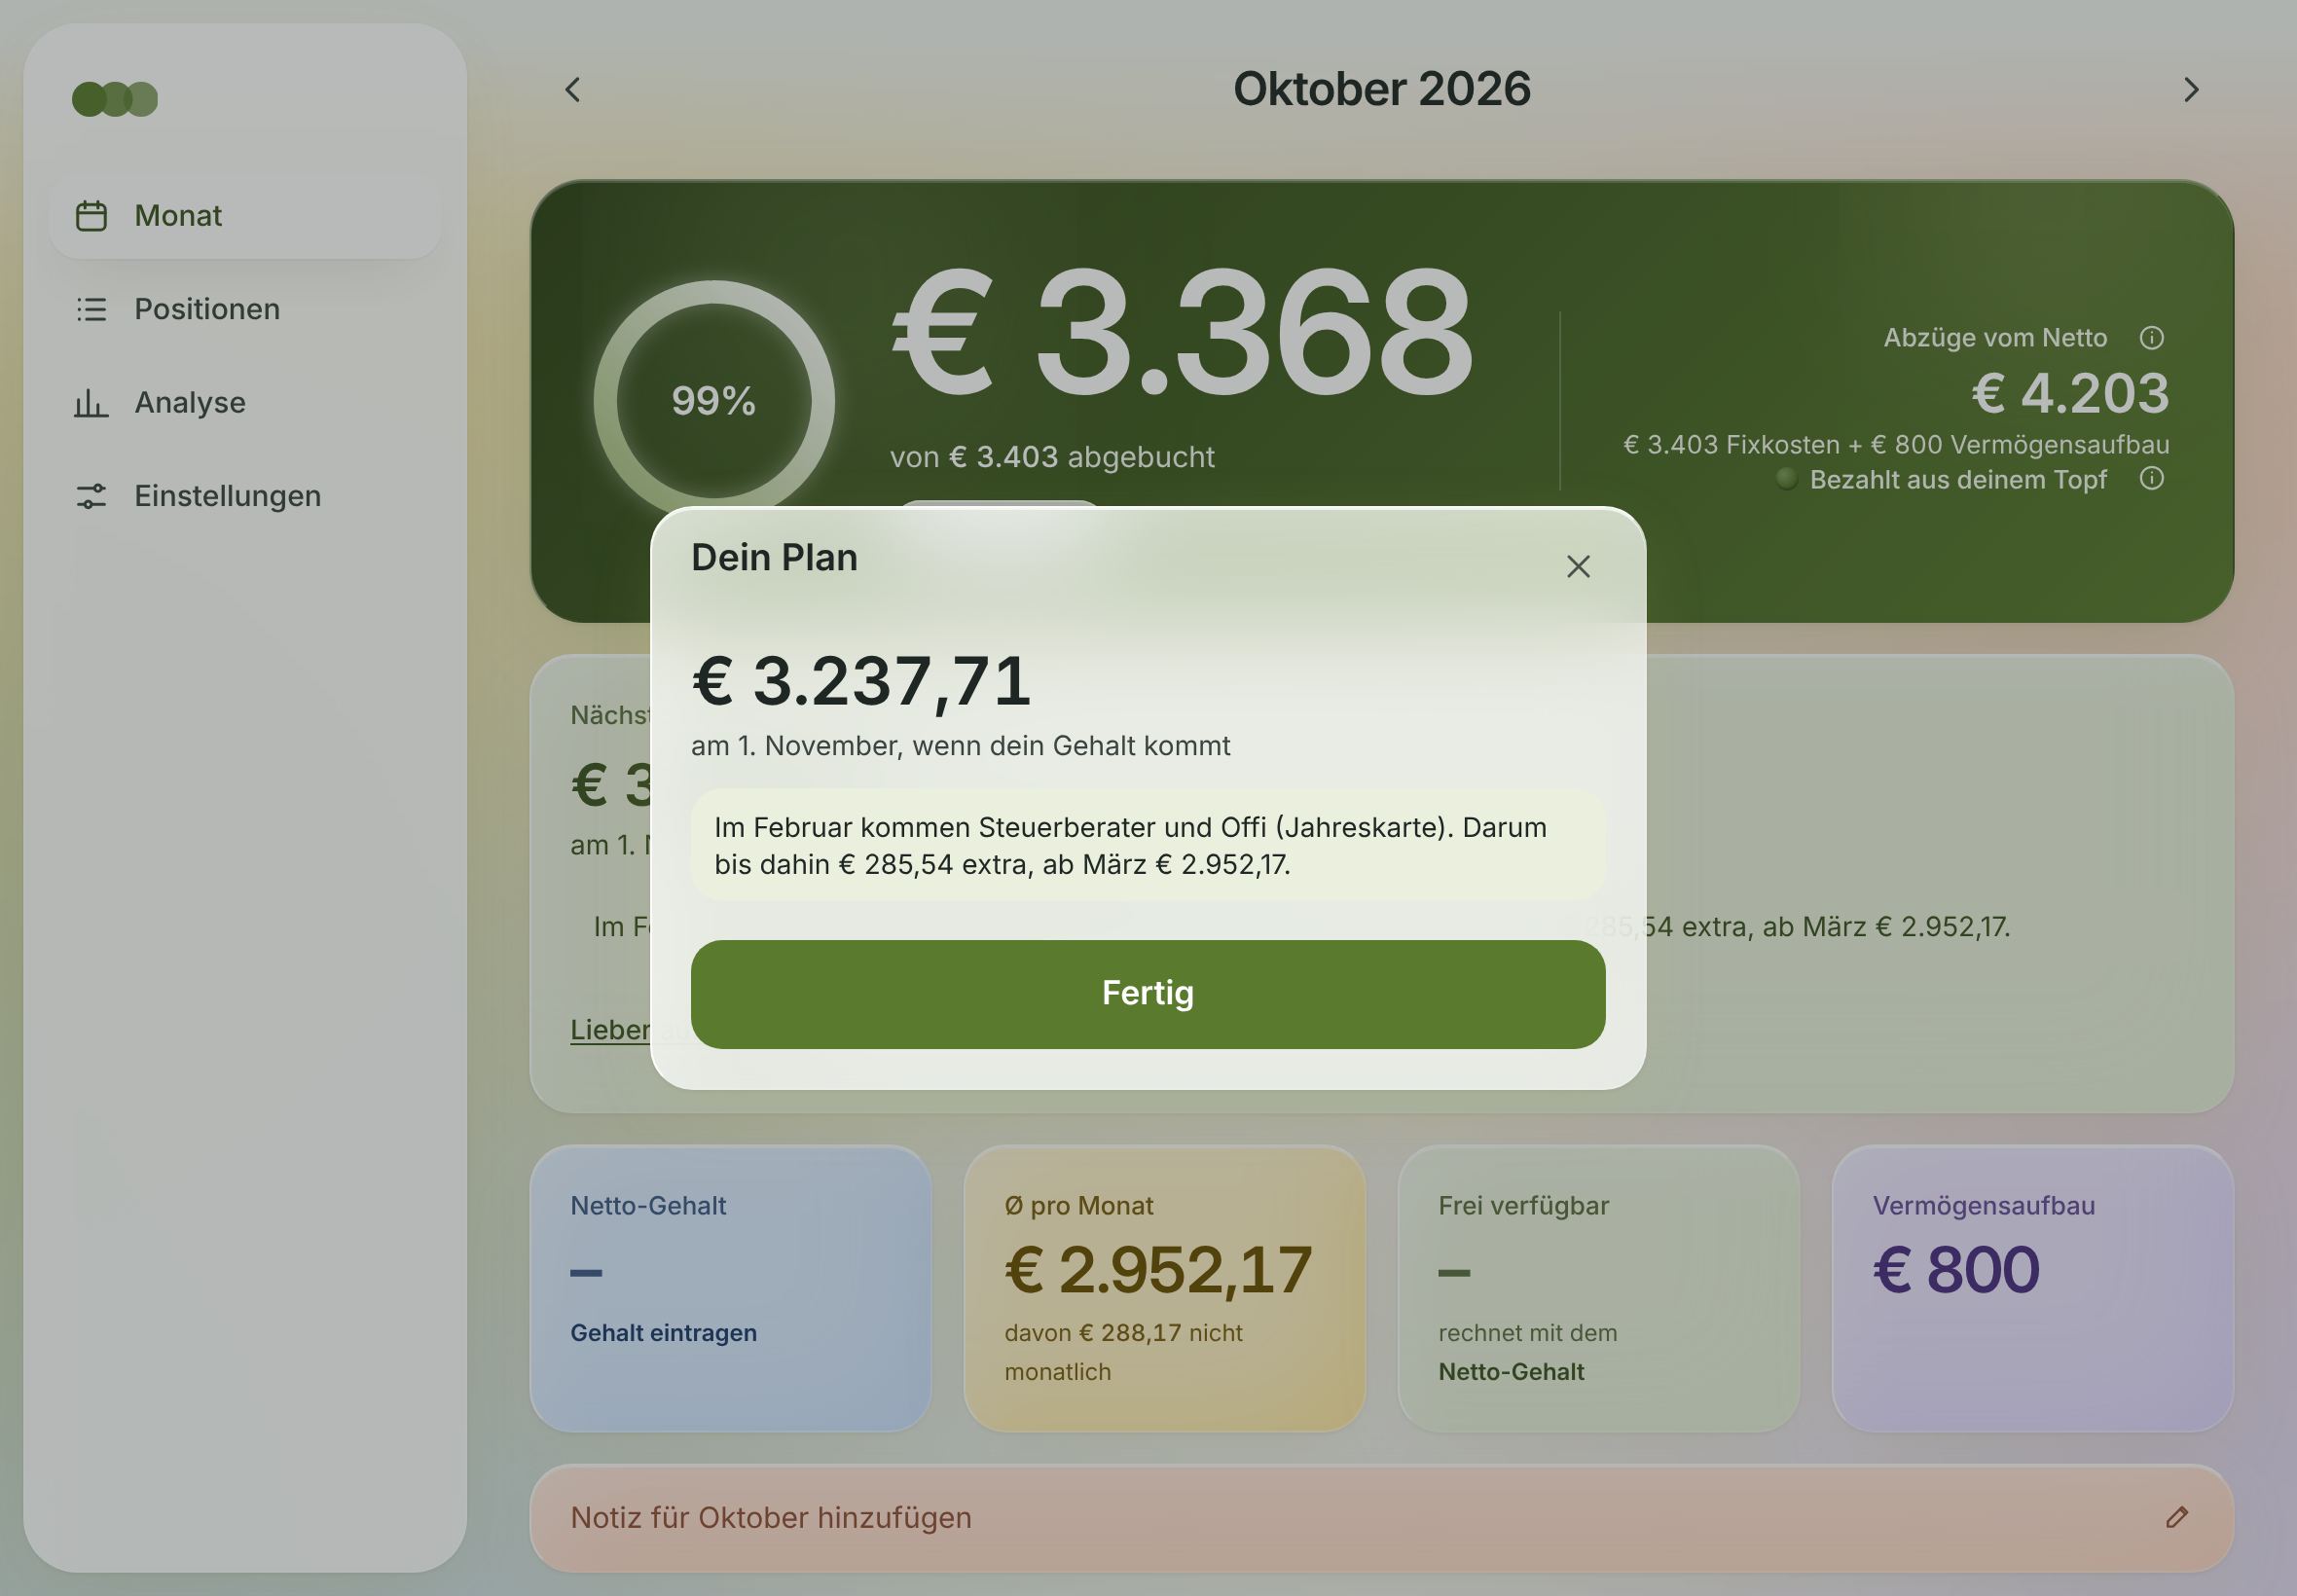 Oktober 2026
Monat
Positionen
Analyse
Einstellungen
99%
€ 3.368
von € 3.403 abgebucht
Abzüge vom Netto
€ 4.203
€ 3.403 Fixkosten + € 800 Vermögensaufbau
Bezahlt aus deinem Topf
Dein Plan
€ 3.237,71
am 1. November, wenn dein Gehalt kommt
Im Februar kommen Steuerberater und Offi (Jahreskarte). Darum
bis dahin € 285,54 extra, ab März € 2.952,17.
Fertig
€ 3
am 1.
Im
285,54 extra, ab März € 2.952,17.
Lieber
Netto-Gehalt
–
Gehalt eintragen
Ø pro Monat
€ 2.952,17
davon € 288,17 nicht
monatlich
Frei verfügbar
–
rechnet mit dem
Netto-Gehalt
Vermögensaufbau
€ 800
Notiz für Oktober hinzufügen